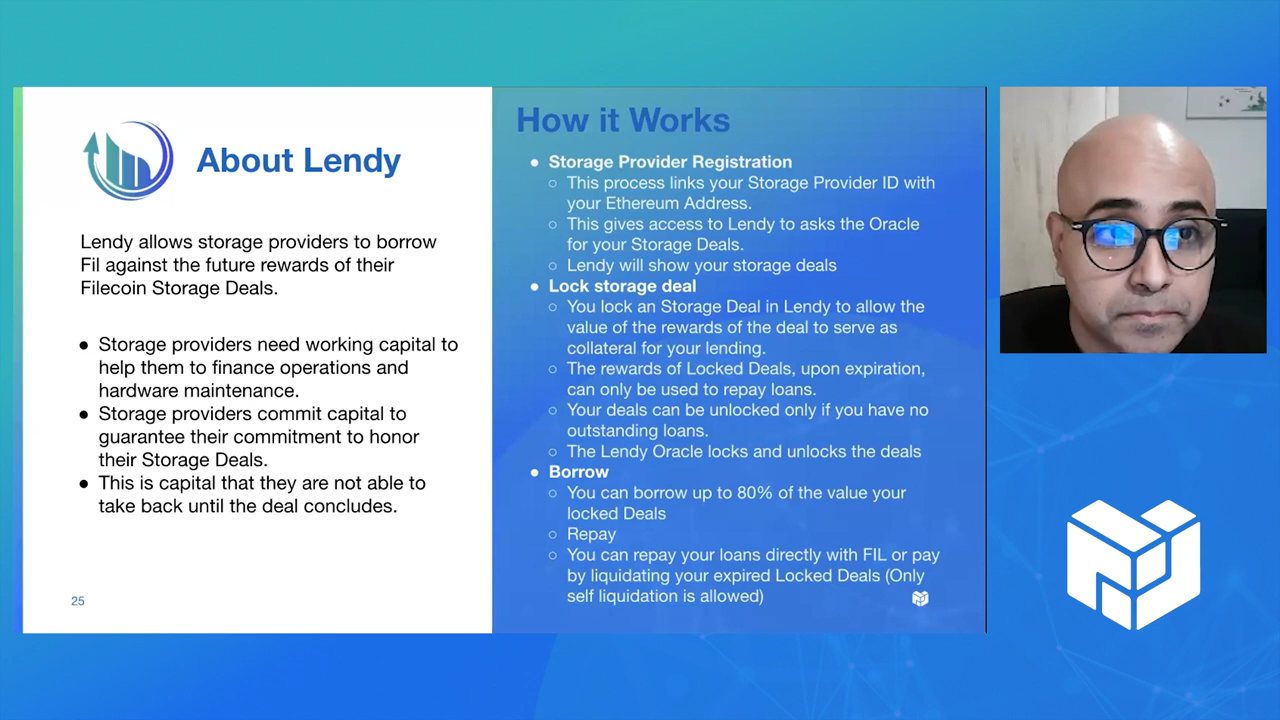 About Lendy
Lendy allows storage providers to borrow
Fil against the future rewards of their
Filecoin Storage Deals.
● Storage providers need working capital to
help them to finance operations and
hardware maintenance.
● Storage providers commit capital to
guarantee their commitment to honor
their Storage Deals.
● This is capital that they are not able to
take back until the deal concludes.
25
How it Works
● Storage Provider Registration
○ This process links your Storage Provider ID with
your Ethereum Address.
○ This gives access to Lendy to asks the Oracle
for your Storage Deals.
○ Lendy will show your storage deals
● Lock storage deal
○ You lock an Storage Deal in Lendy to allow the
value of the rewards of the deal to serve as
collateral for your lending.
○ The rewards of Locked Deals, upon expiration,
can only be used to repay loans.
○ Your deals can be unlocked only if you have no
outstanding loans.
○ The Lendy Oracle locks and unlocks the deals
● Borrow
○ You can borrow up to 80% of the value your
locked Deals
○ Repay
○ You can repay your loans directly with FIL or pay
by liquidating your expired Locked Deals (Only
self liquidation is allowed)